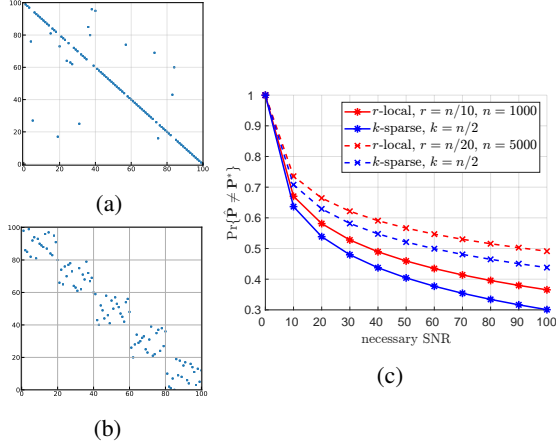 100
80
60
40
20
0
0 20 40 60 80 100
(a)
100
80
60
40
20
0
0 20 40 60 80 100
(b)
Pr{P̂ ≠ P*}
1
0.9
0.8
0.7
0.6
0.5
0.4
0.3
r-local, r = n/10, n = 1000
k-sparse, k = n/2
r-local, r = n/20, n = 5000
k-sparse, k = n/2
0 10 20 30 40 50 60 70 80 90 100
necessary SNR
(c)